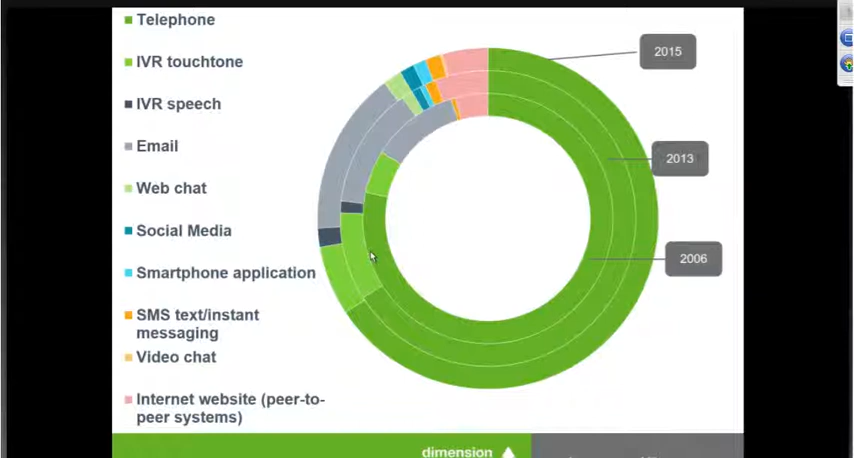 Telephone
IVR touchtone
IVR speech
Email
Web chat
Social Media
Smartphone application
SMS text/instant
messaging
Video chat
Internet website (peer-to-
peer systems)
2015
2013
2006
dimension